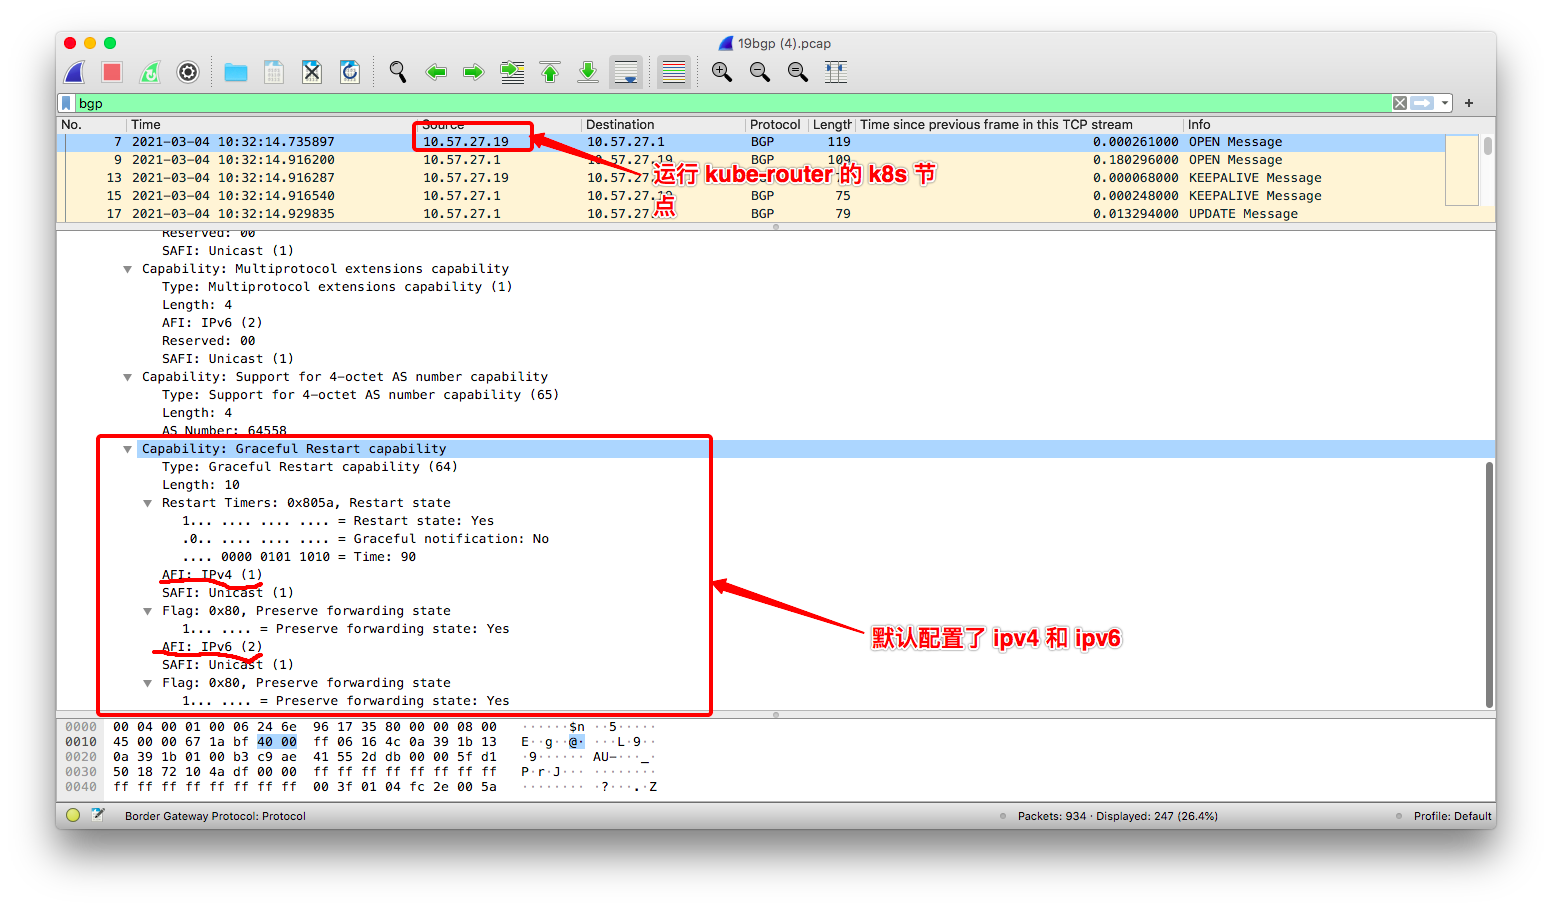 19bgp (4).pcap
bgp
No. Time Source Destination Protocol Length Time since previous frame in this TCP stream Info
7 2021-03-04 10:32:14.735897 10.57.27.19 10.57.27.1 BGP 119 0.000261000 OPEN Message
9 2021-03-04 10:32:14.916200 10.57.27.1 10.57.27.19 BGP 109 0.180296000 OPEN Message
13 2021-03-04 10:32:14.916287 10.57.27.19 10.57.27. 0.000068000 KEEPALIVE Message
15 2021-03-04 10:32:14.916540 10.57.27.1 10.57.27.19 BGP 75 0.000248000 KEEPALIVE Message
17 2021-03-04 10:32:14.929835 10.57.27.1 10.57.27. BGP 79 0.013294000 UPDATE Message
运行 kube-router 的 k8s 节
点
Reserved: 00
SAFI: Unicast (1)
Capability: Multiprotocol extensions capability
Type: Multiprotocol extensions capability (1)
Length: 4
AFI: IPv6 (2)
Reserved: 00
SAFI: Unicast (1)
Capability: Support for 4-octet AS number capability
Type: Support for 4-octet AS number capability (65)
Length: 4
AS Number: 64558
Capability: Graceful Restart capability
Type: Graceful Restart capability (64)
Length: 10
Restart Timers: 0x805a, Restart state
1... .... .... .... = Restart state: Yes
.0.. .... .... .... = Graceful notification: No
.... 0000 0101 1010 = Time: 90
AFI: IPv4 (1)
SAFI: Unicast (1)
Flag: 0x80, Preserve forwarding state
1... .... = Preserve forwarding state: Yes
AFI: IPv6 (2)
SAFI: Unicast (1)
Flag: 0x80, Preserve forwarding state
1... .... = Preserve forwarding state: Yes
默认配置了 ipv4 和 ipv6
0000 00 04 00 01 00 06 24 6e 96 17 35 80 00 00 08 00 ······$n ··5·····
0010 45 00 00 67 1a bf 40 00 ff 06 16 4c 0a 39 1b 13 E··g··@· ···L·9··
0020 0a 39 1b 01 00 b3 c9 ae 41 55 2d db 00 00 5f d1 ·9······ AU-···_·
0030 50 18 72 10 4a df 00 00 ff ff ff ff ff ff ff ff P·r·J··· ········
0040 ff ff ff ff ff ff ff ff 00 3f 01 04 fc 2e 00 5a ········ ·?···.·Z
Border Gateway Protocol: Protocol
Packets: 934 · Displayed: 247 (26.4%)
Profile: Default